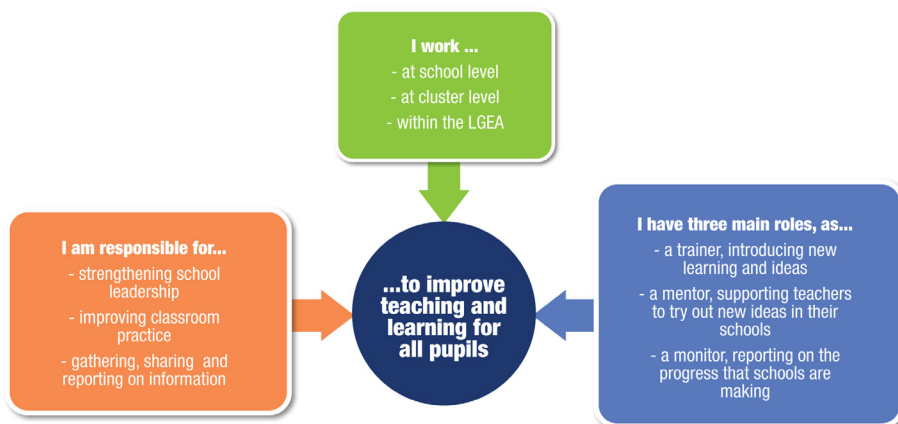 I work ...
- at school level
- at cluster level
- within the LGEA
I am responsible for...
- strengthening school
leadership
- improving classroom
practice
- gathering, sharing and
reporting on information
...to improve
teaching and
learning for
all pupils
I have three main roles, as...
- a trainer, introducing new
learning and ideas
- a mentor, supporting teachers
to try out new ideas in their
schools
- a monitor, reporting on the
progress that schools are
making